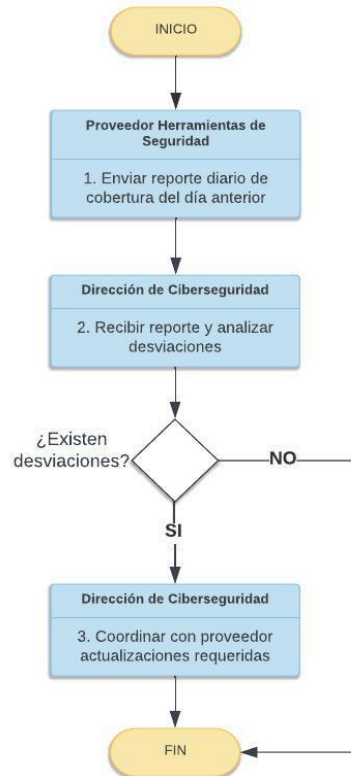 INICIO
Proveedor Herramientas de
Seguridad
1. Enviar reporte diario de
cobertura del día anterior
Dirección de Ciberseguridad
2. Recibir reporte y analizar
desviaciones
¿Existen
desviaciones?
NO
SI
Dirección de Ciberseguridad
3. Coordinar con proveedor
actualizaciones requeridas
FIN